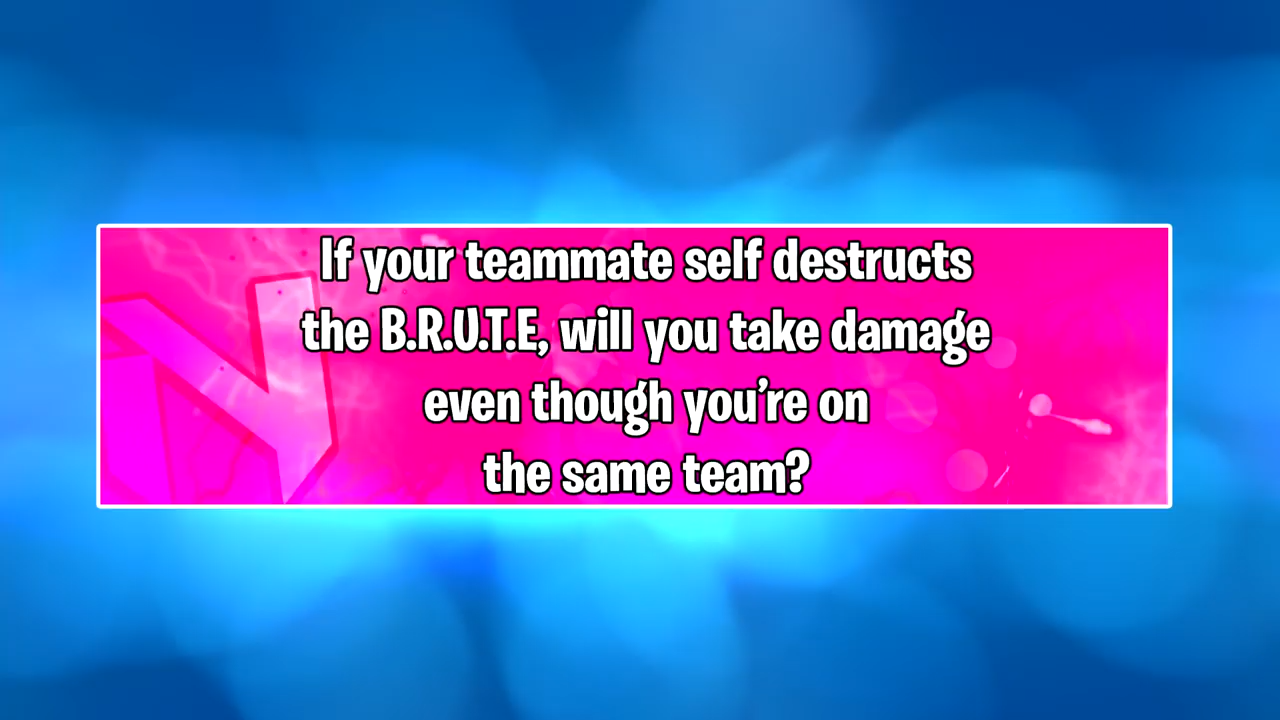 If your teammate self destructs
the B.R.U.T.E, will you take damage
even though you’re on
the same team?